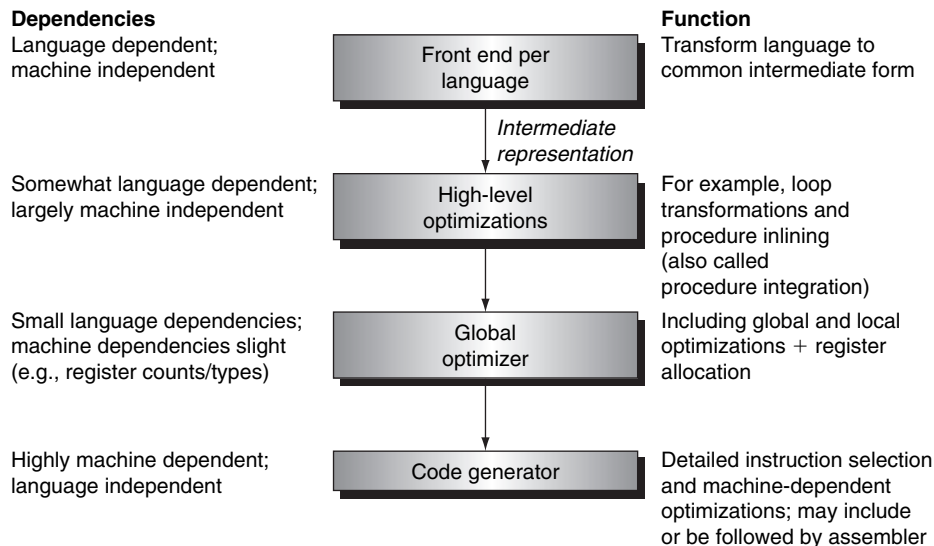 Dependencies
Language dependent;
machine independent
Front end per
language
Function
Transform language to
common intermediate form
Intermediate
representation
Somewhat language dependent;
largely machine independent
High-level
optimizations
For example, loop
transformations and
procedure inlining
(also called
procedure integration)
Small language dependencies;
machine dependencies slight
(e.g., register counts/types)
Global
optimizer
Including global and local
optimizations + register
allocation
Highly machine dependent;
language independent
Code generator
Detailed instruction selection
and machine-dependent
optimizations; may include
or be followed by assembler